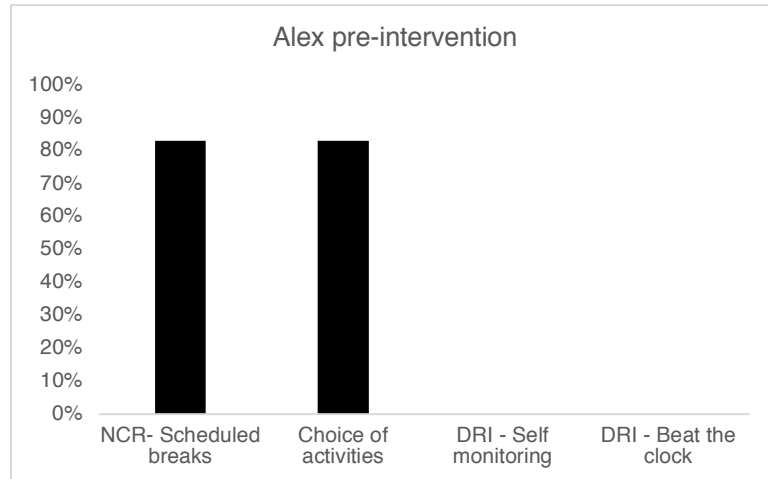 Alex pre-intervention
100%
90%
80%
70%
60%
50%
40%
30%
20%
10%
0%
NCR- Scheduled
breaks
Choice of
activities
DRI - Self
monitoring
DRI - Beat the
clock